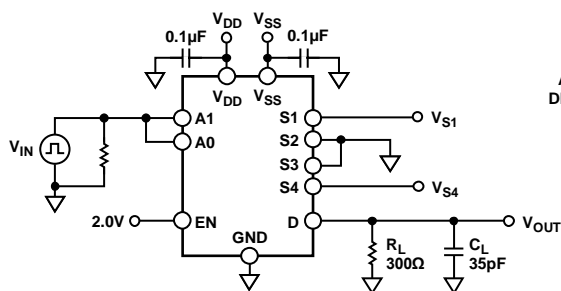 VDD VSS
0.1µF 0.1µF
VDD VSS
A1 S1 VS1
A0 S2
VIN S3
S4 VS4
2.0V EN D VOUT
GND RL CL
300Ω 35pF
A
DI